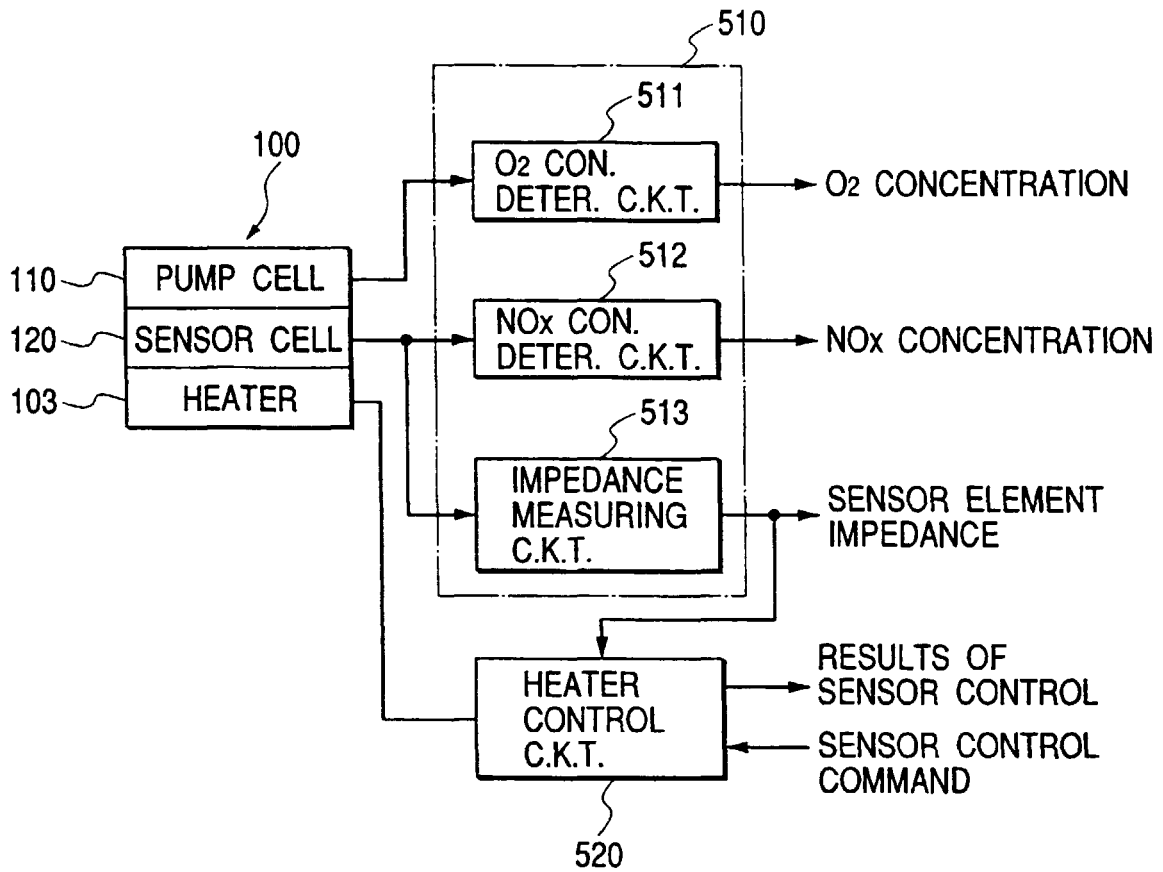 510
511
100
O2 CON.
DETER. C.K.T.
O2 CONCENTRATION
110
PUMP CELL
512
120
SENSOR CELL
NOx CON.
DETER. C.K.T.
NOx CONCENTRATION
103
HEATER
513
IMPEDANCE
MEASURING
C.K.T.
SENSOR ELEMENT
IMPEDANCE
HEATER
CONTROL
C.K.T.
RESULTS OF
SENSOR CONTROL
SENSOR CONTROL
COMMAND
520